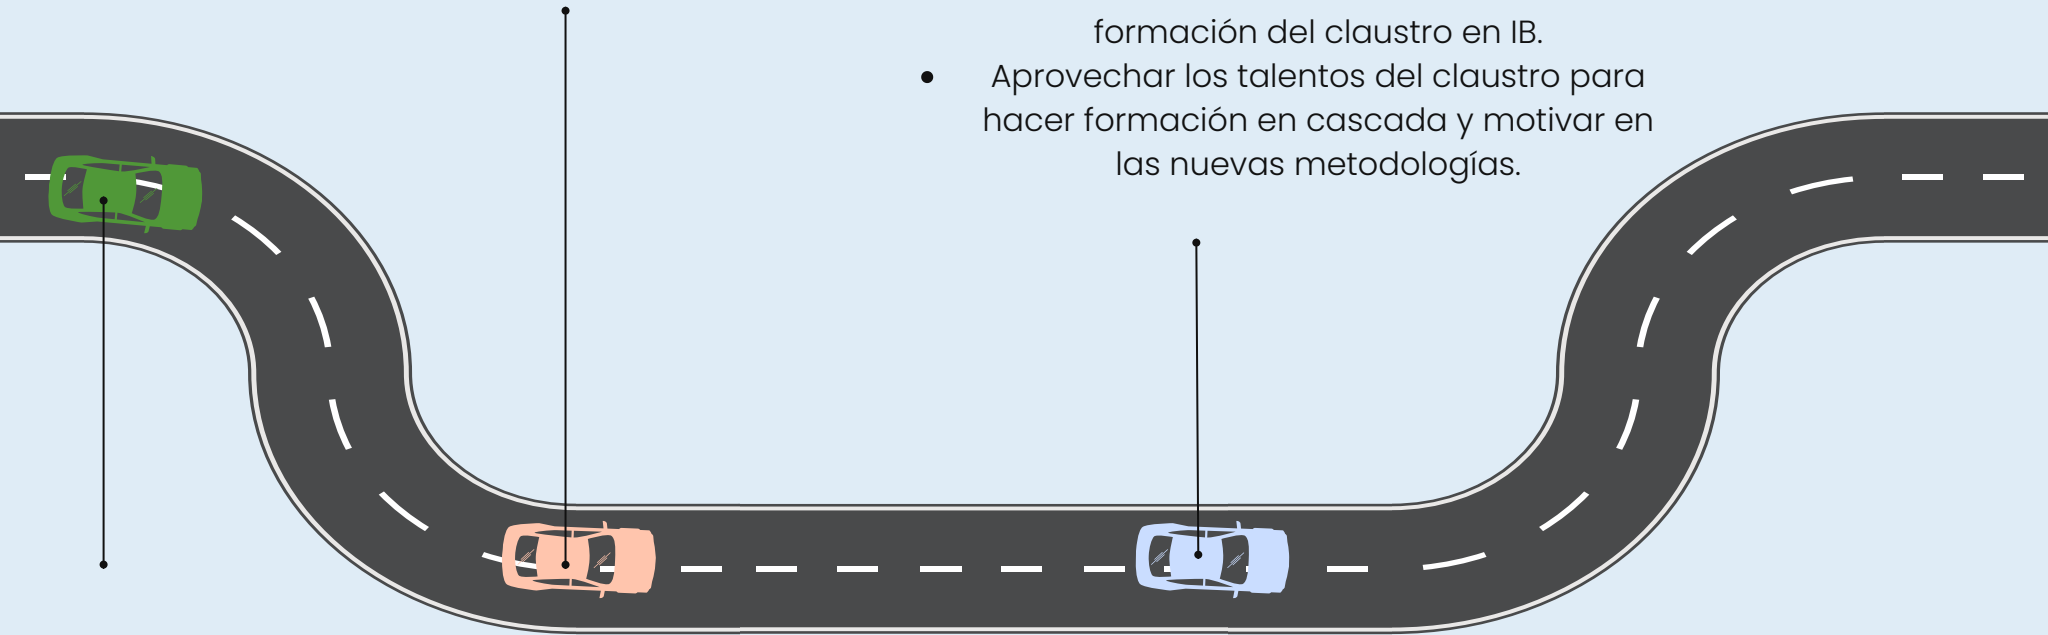 formación del claustro en IB.
• Aprovechar los talentos del claustro para
hacer formación en cascada y motivar en
las nuevas metodologías.